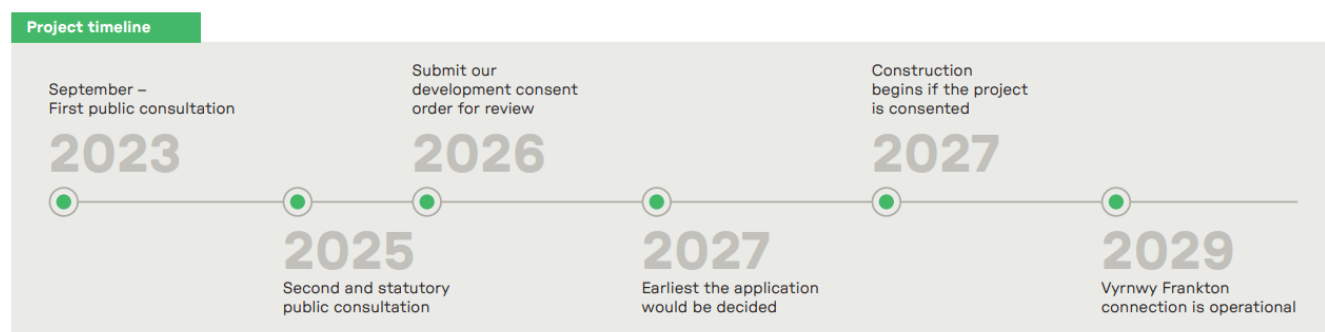 Project timeline
September –
First public consultation
2023
2025
Second and statutory
public consultation
Submit our
development consent
order for review
2026
2027
Earliest the application
would be decided
Construction
begins if the project
is consented
2027
2029
Vyrnwy Frankton
connection is operational